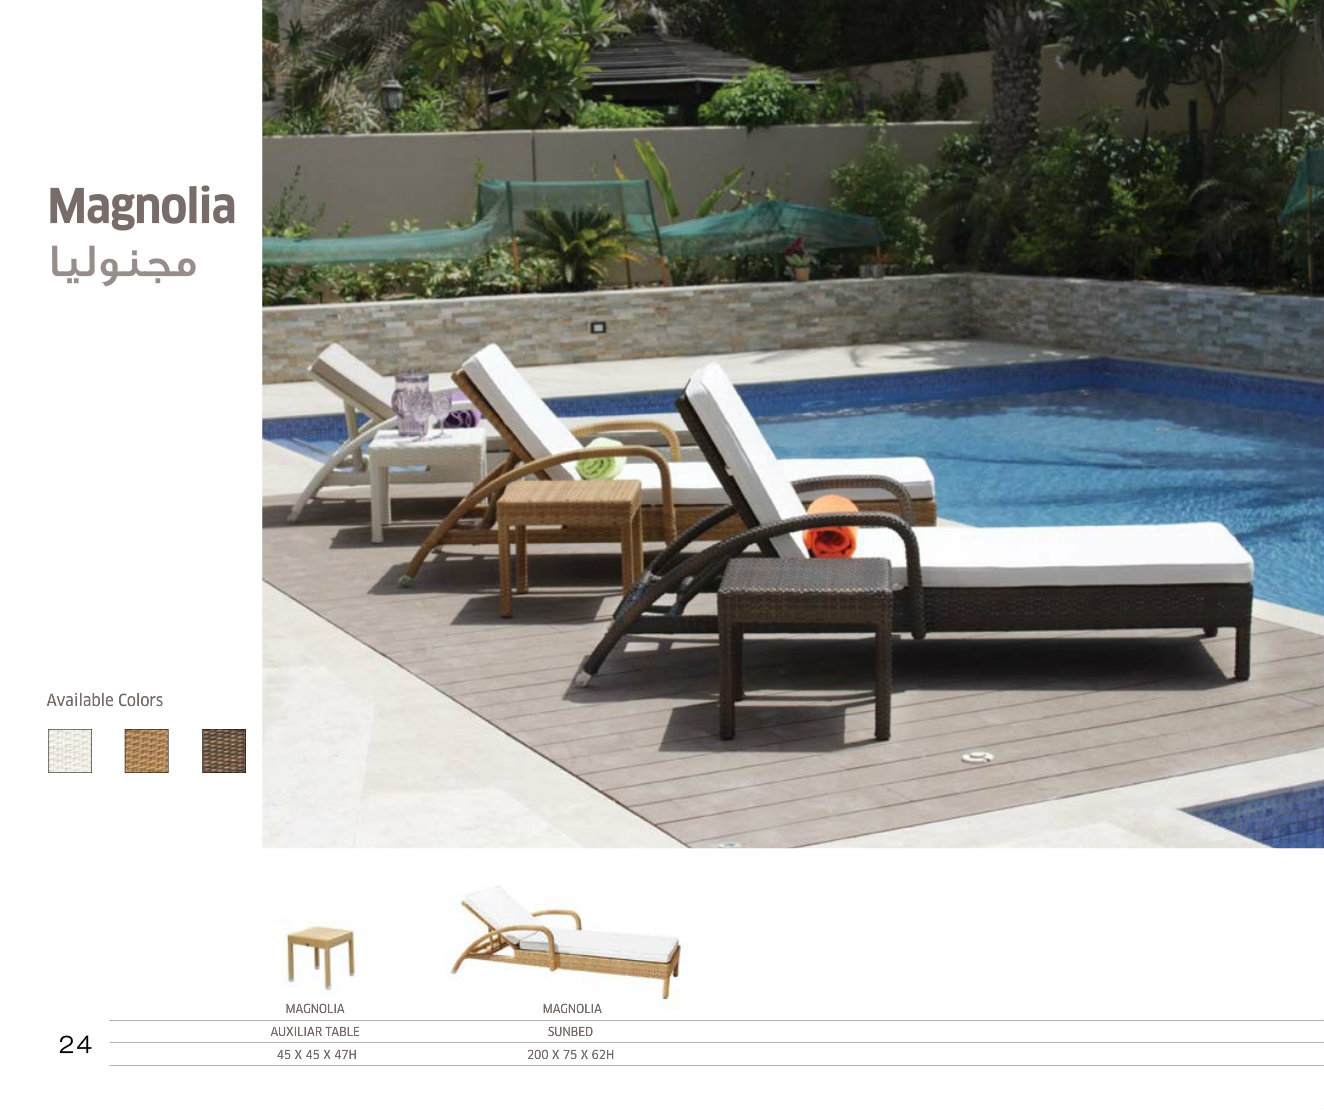 Magnolia
مجنوليا
Available Colors
MAGNOLIA MAGNOLIA
AUXILIAR TABLE SUNBED
45 X 45 X 47H 200 X 75 X 62H
24